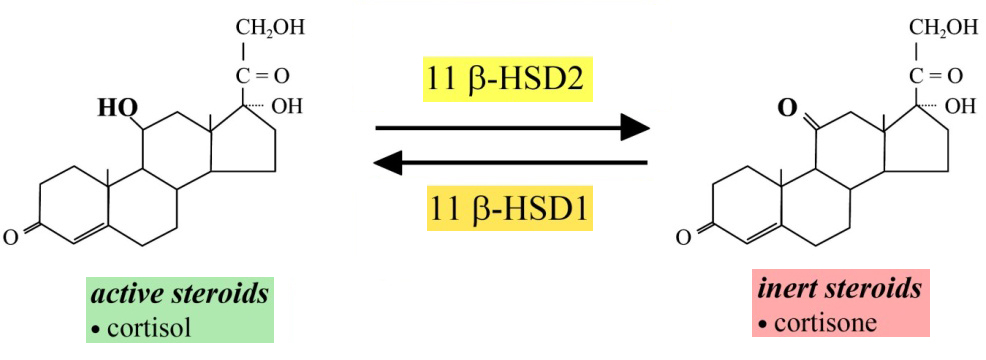 CH₂OH
C = O
OH
HO
O
active steroids
• cortisol
11 β-HSD2
11 β-HSD1
CH₂OH
C = O
OH
O
O
inert steroids
• cortisone